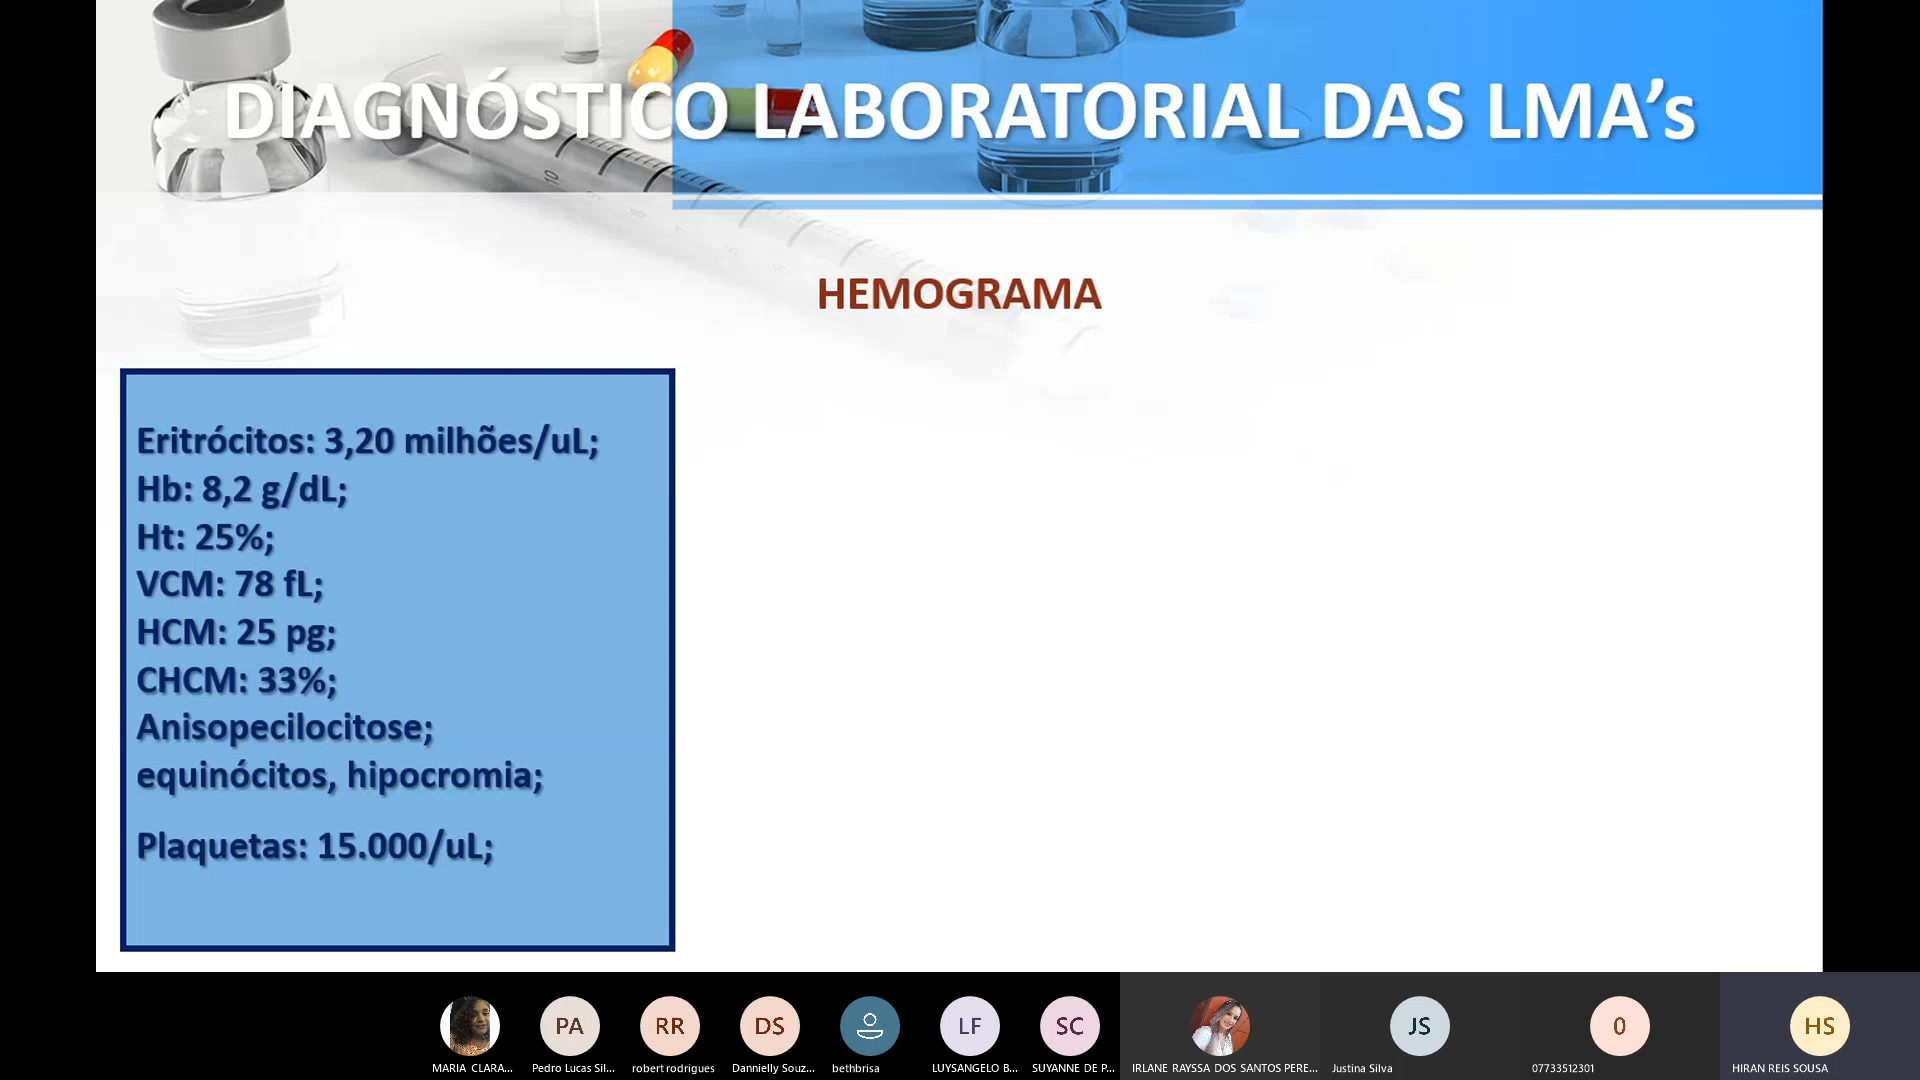 DIAGNÓSTICO LABORATORIAL DAS LMA’s
HEMOGRAMA
Eritrócitos: 3,20 milhões/uL;
Hb: 8,2 g/dL;
Ht: 25%;
VCM: 78 fL;
HCM: 25 pg;
CHCM: 33%;
Anisopecilocitose;
equinócitos, hipocromia;
Plaquetas: 15.000/uL;
PA
RR
DS
LF
SC
JS
0
HS
MARIA CLARA...
Pedro Lucas Sil...
robert rodrigues
Dannielly Souz...
bethbrisa
LUYSANGELO B...
SUYANNE DE P...
IRLANE RAYSSA DOS SANTOS PERE...
Justina Silva
07733512301
HIRAN REIS SOUSA